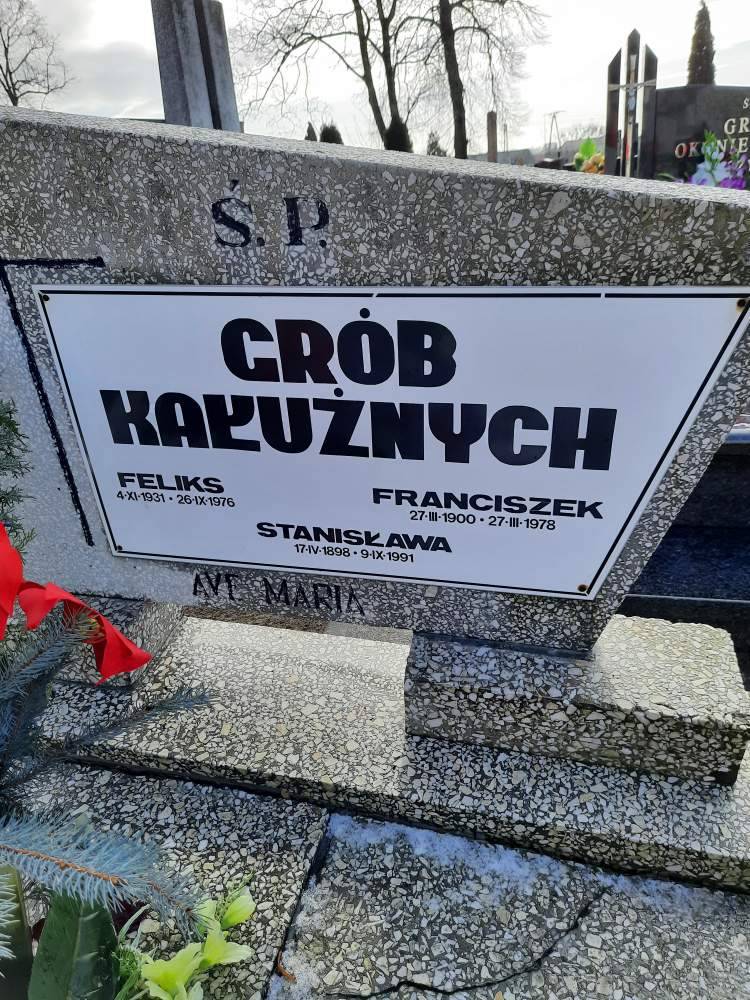 Ś.P.
GRÓB
KAŁUŻNYCH
FELIKS
4·XI·1931 · 26·IX·1976
FRANCISZEK
27·III·1900 · 27·III·1978
STANISŁAWA
17·IV·1898 · 9·IX·1991
AVE MARIA